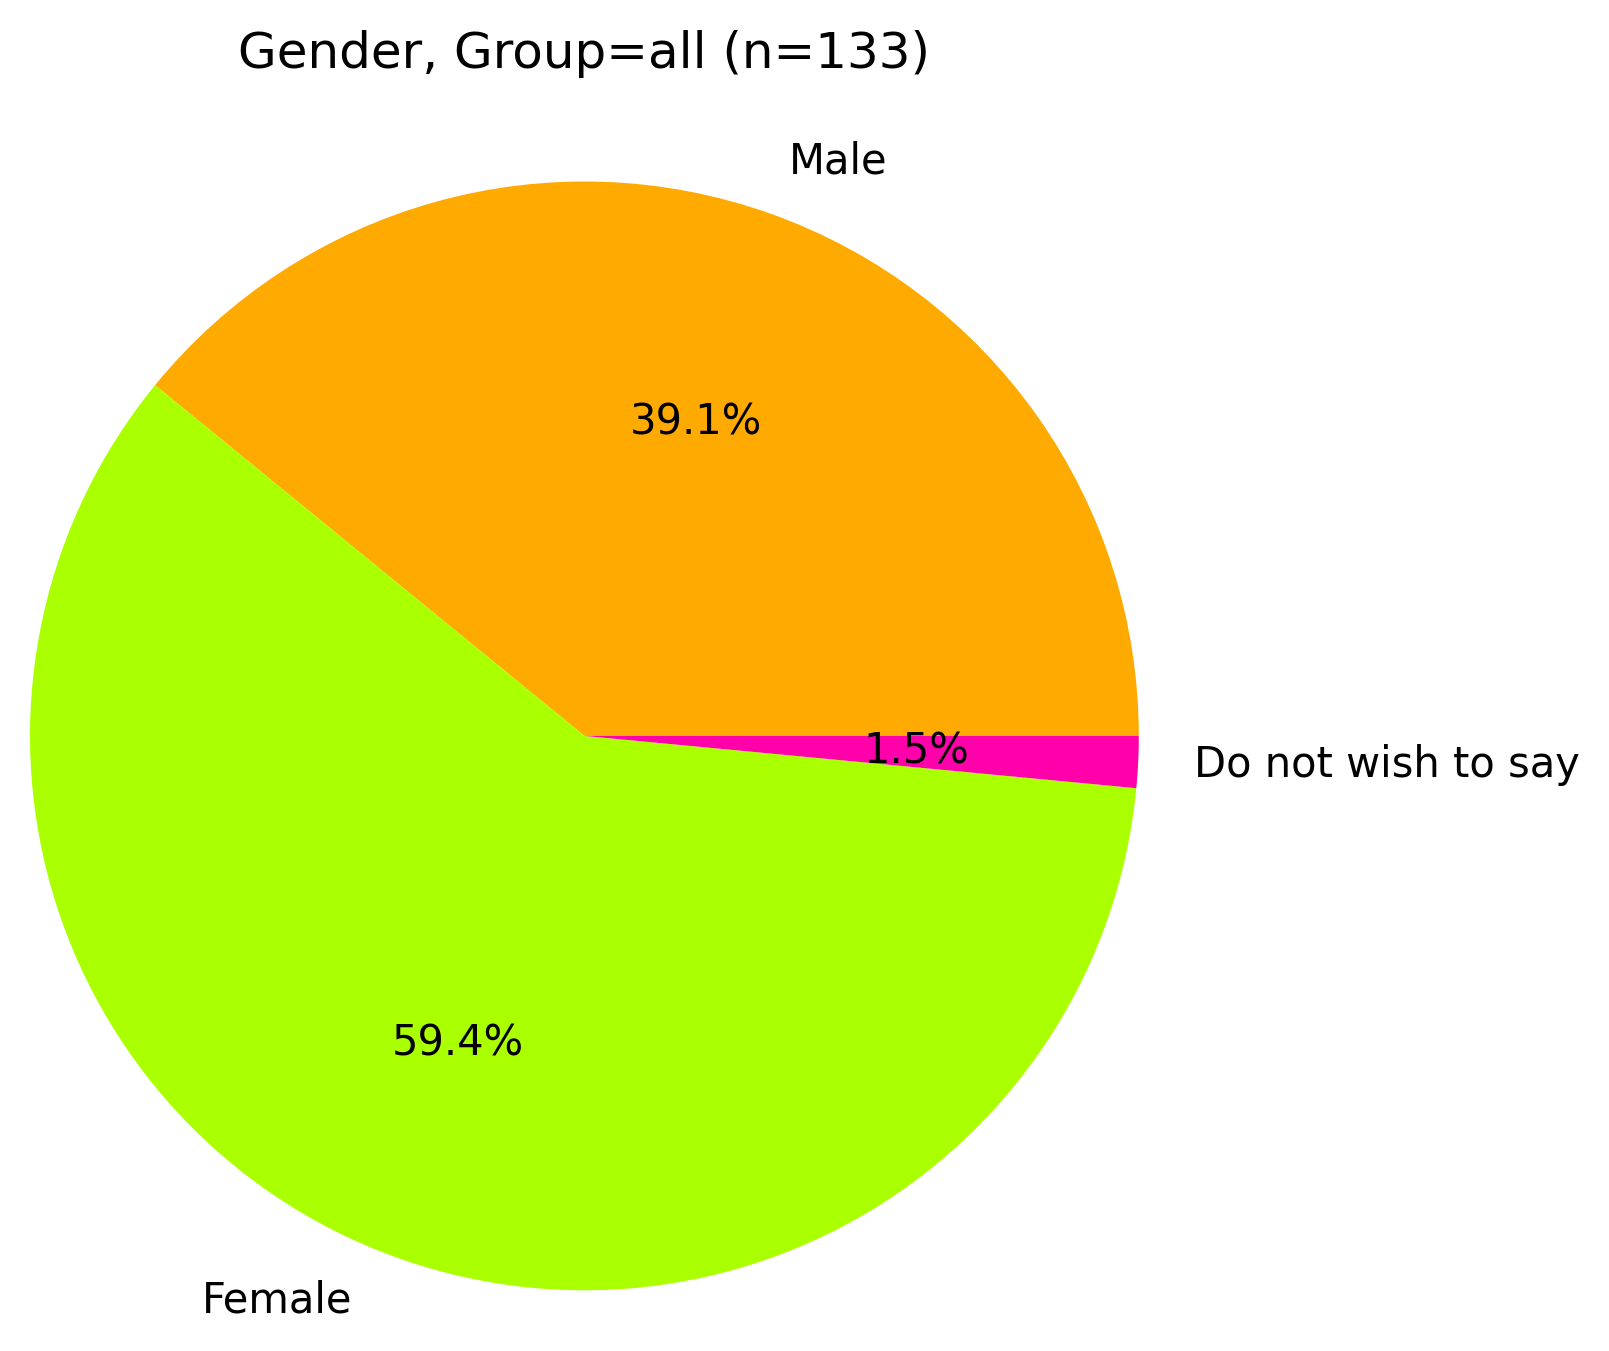 Gender, Group=all (n=133)
Male
39.1%
1.5%
Do not wish to say
59.4%
Female